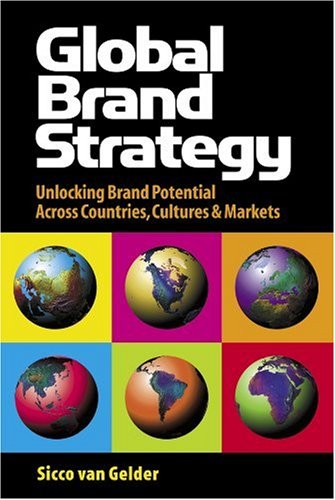 Global
Brand
Strategy
Unlocking Brand Potential
Across Countries, Cultures & Markets
Sicco van Gelder